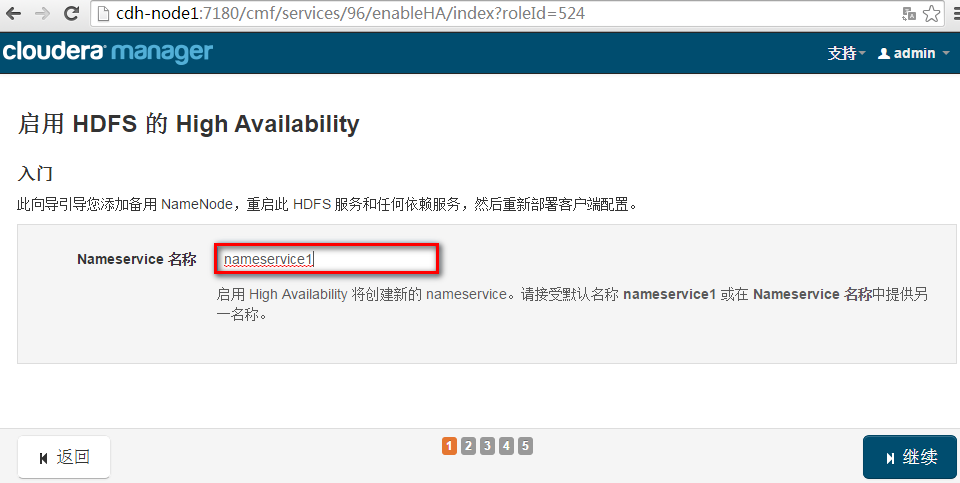 cdh-node1:7180/cmf/services/96/enableHA/index?roleId=524
cloudera manager 支持 admin
启用 HDFS 的 High Availability
入门
此向导引导您添加备用 NameNode，重启此 HDFS 服务和任何依赖服务，然后重新部署客户端配置。
Nameservice 名称 nameservice1
启用 High Availability 将创建新的 nameservice。请接受默认名称 nameservice1 或在 Nameservice 名称中提供另
一名称。
返回 1 2 3 4 5 继续